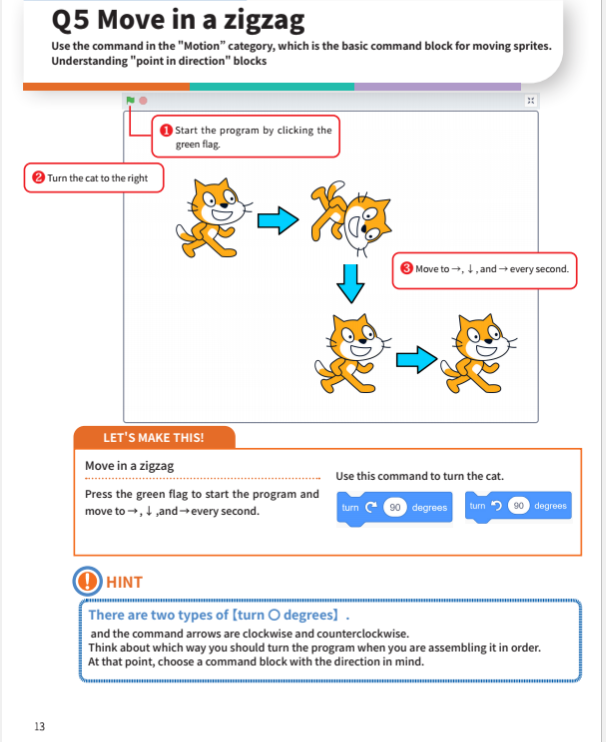 Q5 Move in a zigzag
Use the command in the "Motion" category, which is the basic command block for moving sprites.
Understanding "point in direction" blocks
❶ Start the program by clicking the
green flag.
❷ Turn the cat to the right
❸ Move to →, ↓ , and → every second.
LET'S MAKE THIS!
Move in a zigzag
Press the green flag to start the program and
move to → , ↓ ,and → every second.
Use this command to turn the cat.
turn ↻ 90 degrees
turn ↺ 90 degrees
HINT
There are two types of【turn ○ degrees】.
and the command arrows are clockwise and counterclockwise.
Think about which way you should turn the program when you are assembling it in order.
At that point, choose a command block with the direction in mind.
13